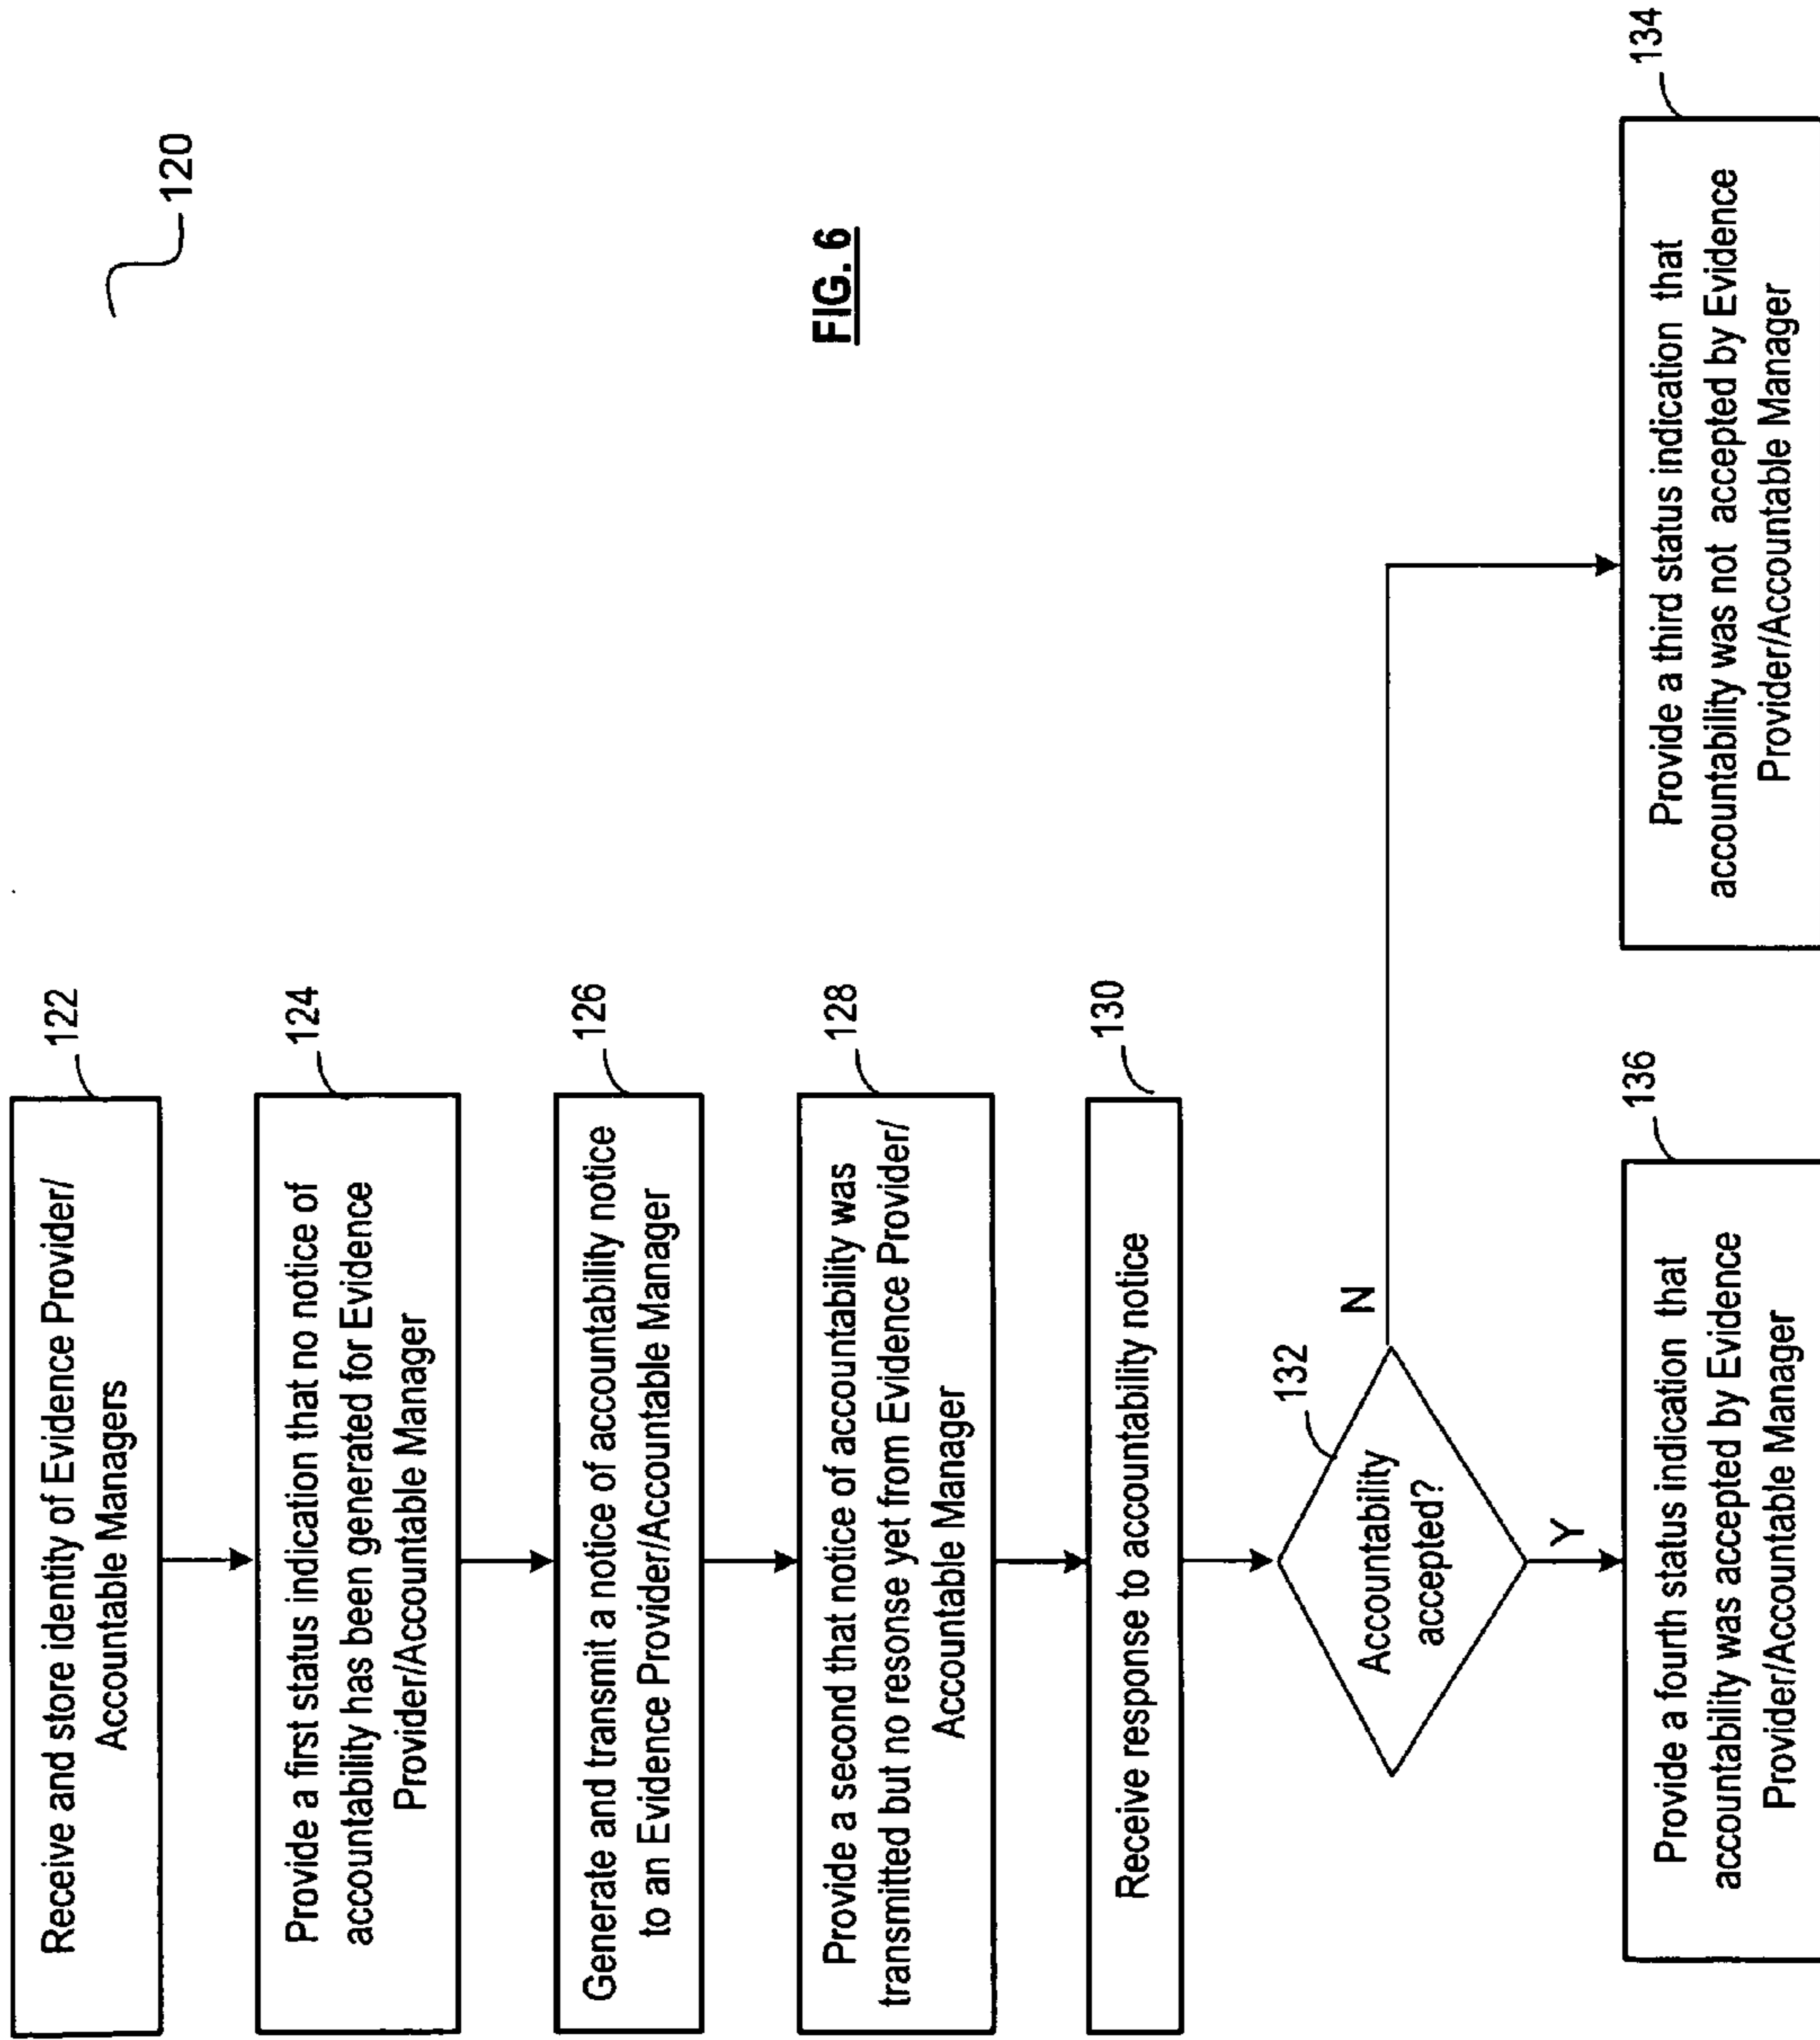 120
Receive and store identity of Evidence Provider/
Accountable Managers
122
Provide a first status indication that no notice of
accountability has been generated for Evidence
Provider/Accountable Manager
124
Generate and transmit a notice of accountability notice
to an Evidence Provider/Accountable Manager
126
Provide a second that notice of accountability was
transmitted but no resonse yet from Evidence Provider/
Accountable Manager
128
Receive response to accountability notice
130
Accountability
accepted?
132
N
Y
Provide a fourth status indication that
accountability was accepted by Evidence
Provider/Accountable Manager
136
Provide a third status indication that
accountability was not accepted by Evidence
Provider/Accountable Manager
134
FIG. 6